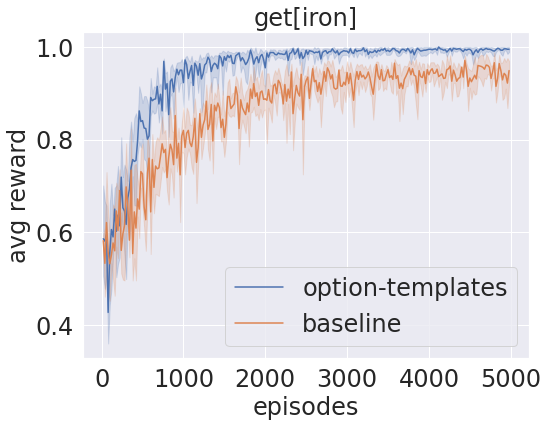 get[iron]
avg reward
1.0
0.8
0.6
0.4
option-templates
baseline
0 1000 2000 3000 4000 5000
episodes